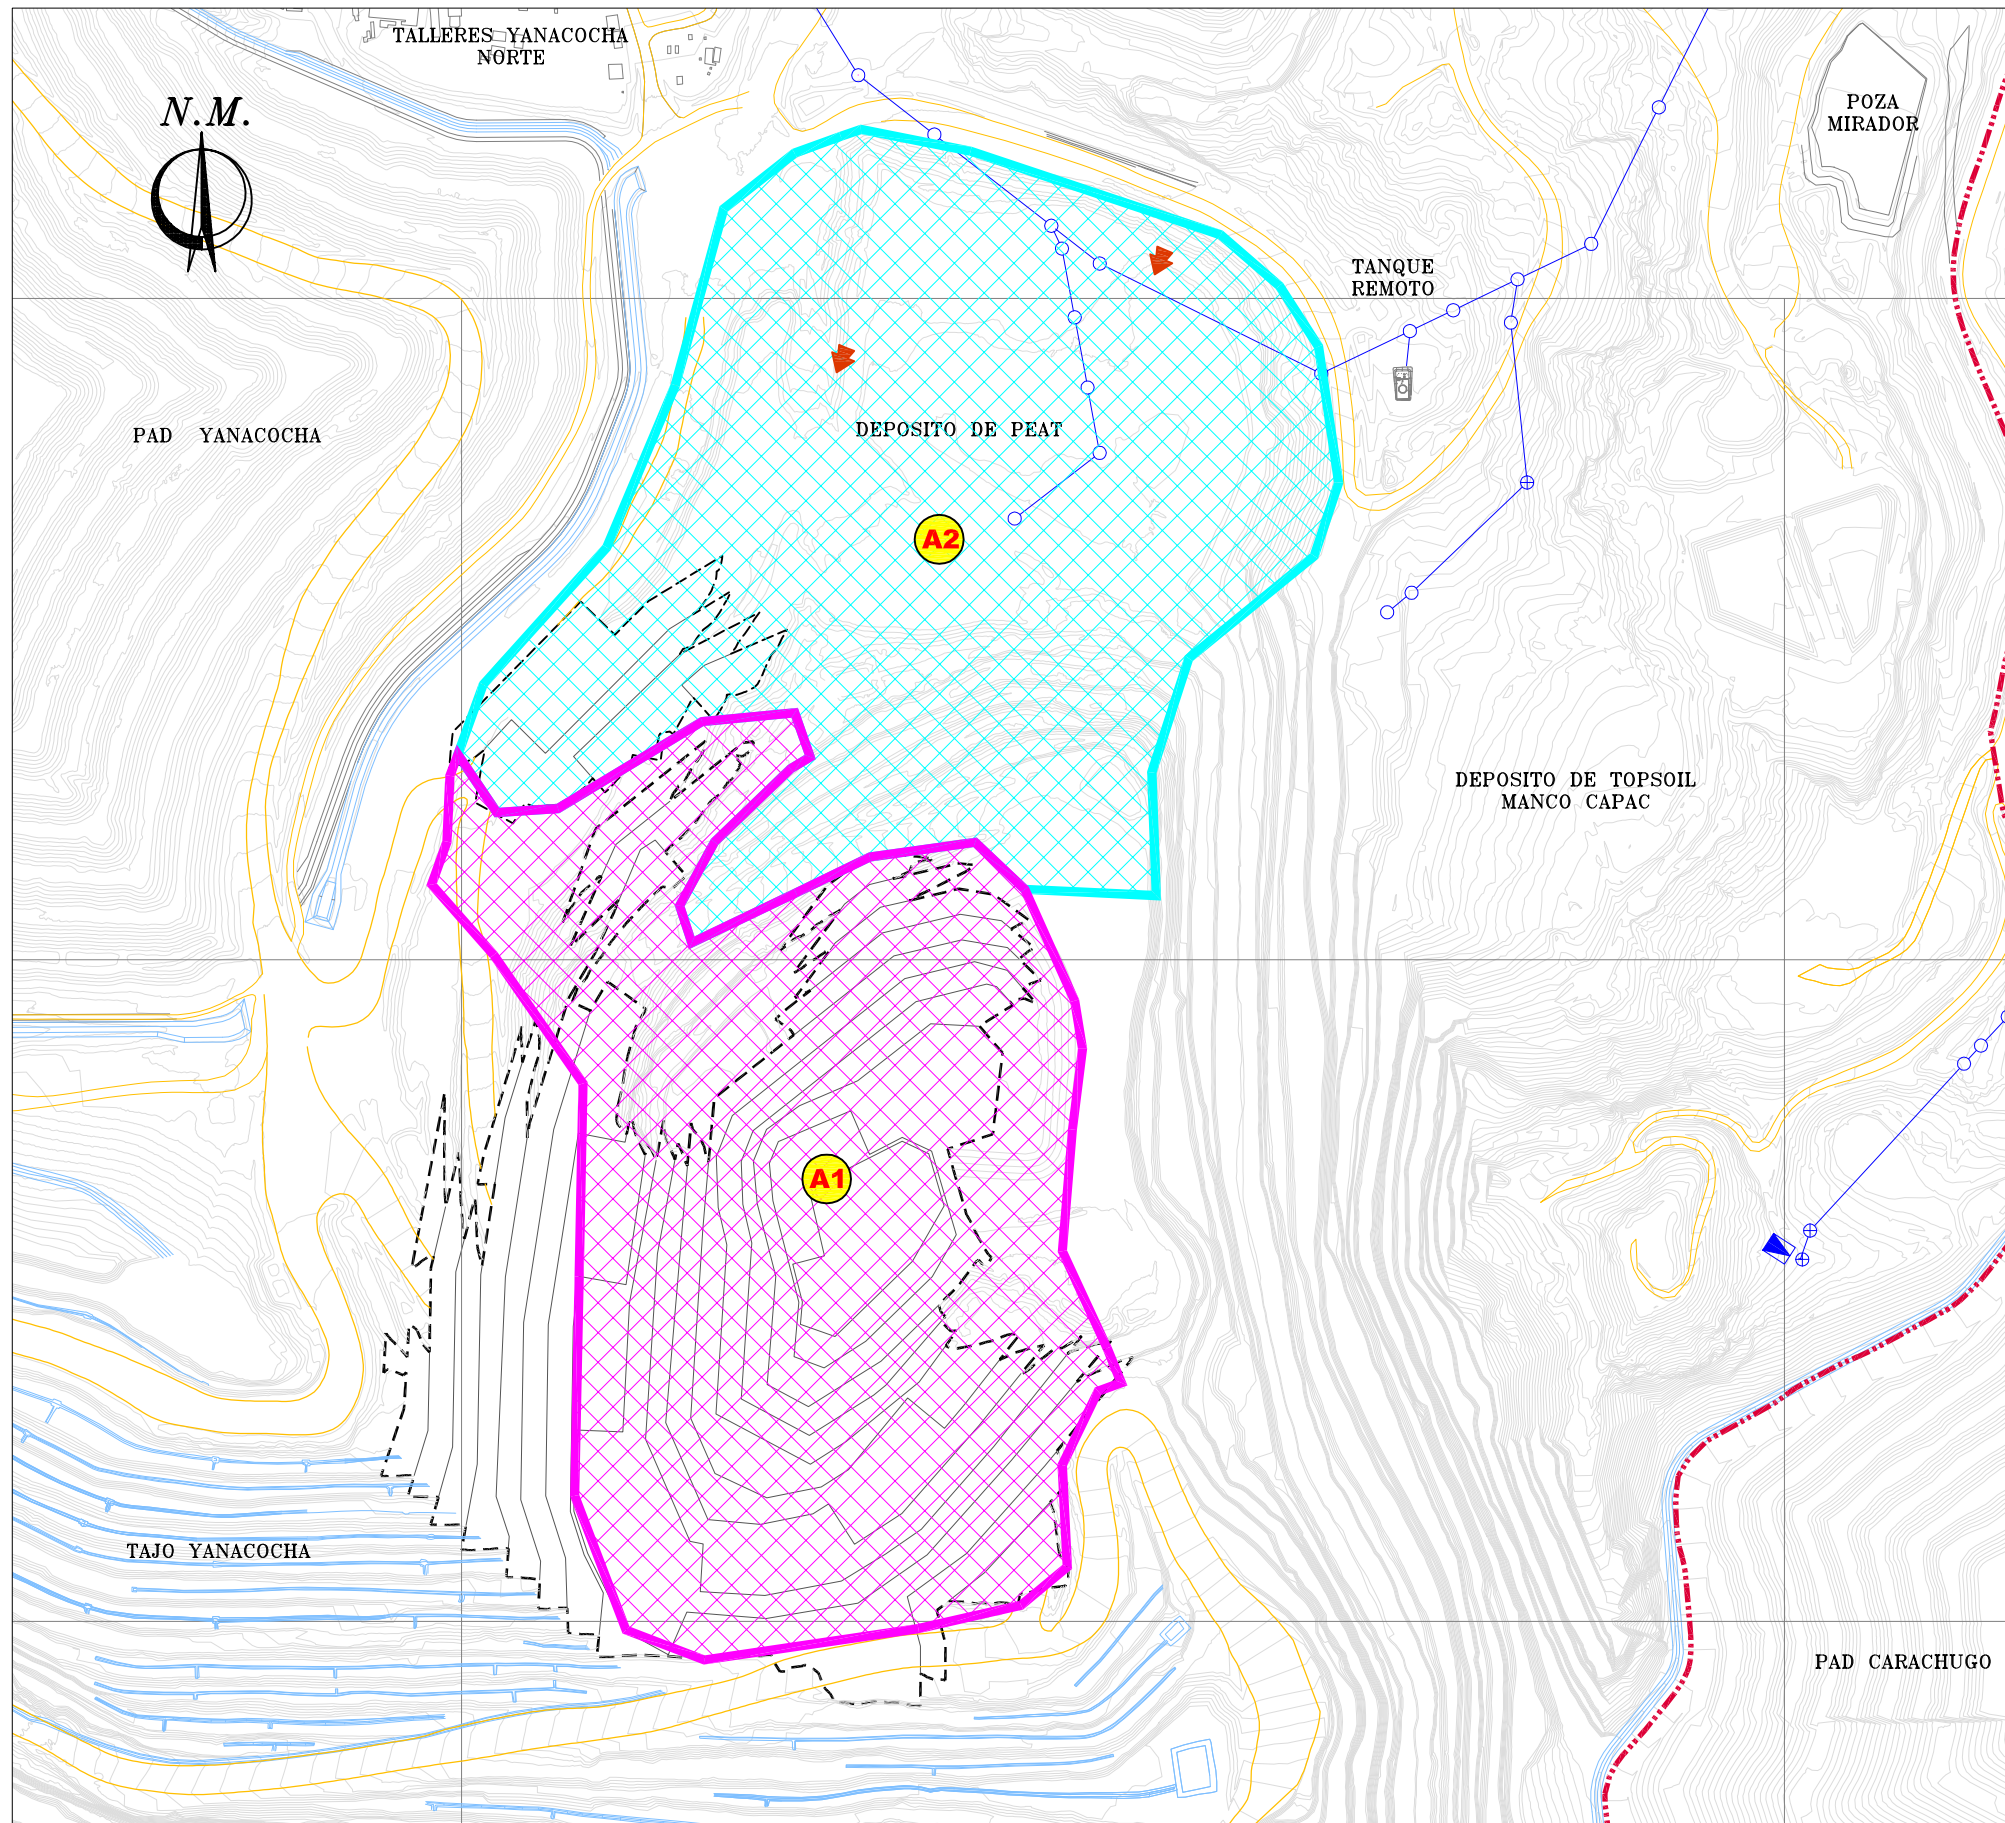 TALLERES YANACOCHA
NORTE
N.M.
POZA
MIRADOR
TANQUE
REMOTO
PAD YANACOCHA
DEPOSITO DE PEAT
A2
DEPOSITO DE TOPSOIL
MANCO CAPAC
A1
TAJO YANACOCHA
PAD CARACHUGO